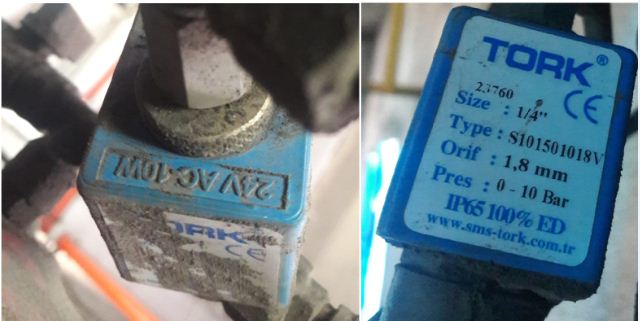 24V AC-10W
TORK
CE
TORK®
23760
CE
Size : 1/4"
Type : S101501018V
Orif : 1,8 mm
Pres : 0 - 10 Bar
IP65 100% ED
www.sms-tork.com.tr